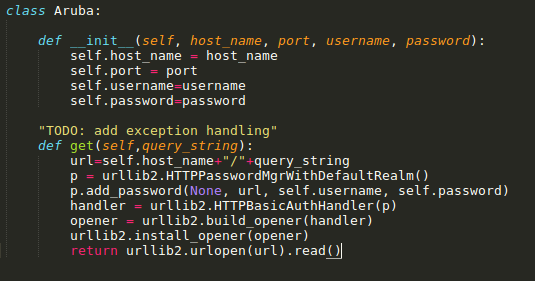 class Aruba:
def __init__(self, host_name, port, username, password):
self.host_name = host_name
self.port = port
self.username=username
self.password=password
"TODO: add exception handling"
def get(self,query_string):
url=self.host_name+"/"+query_string
p = urllib2.HTTPPasswordMgrWithDefaultRealm()
p.add_password(None, url, self.username, self.password)
handler = urllib2.HTTPBasicAuthHandler(p)
opener = urllib2.build_opener(handler)
urllib2.install_opener(opener)
return urllib2.urlopen(url).read()